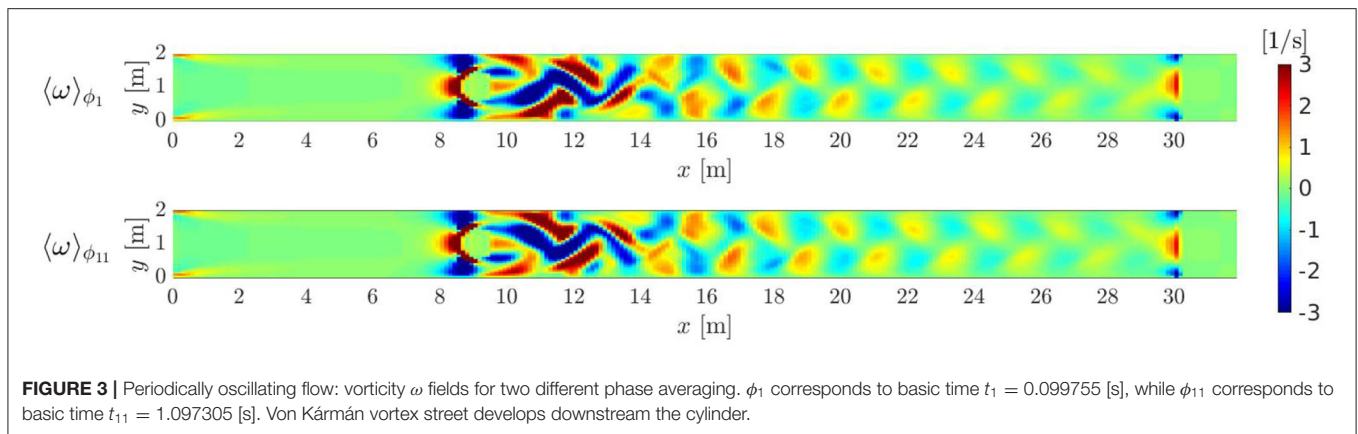 [1/s]
2
1
0
y [m]
⟨ω⟩ϕ1
0 2 4 6 8 10 12 14 16 18 20 22 24 26 28 30
x [m]
2
1
0
y [m]
⟨ω⟩ϕ11
0 2 4 6 8 10 12 14 16 18 20 22 24 26 28 30
x [m]
3
2
1
0
-1
-2
-3
FIGURE 3 | Periodically oscillating flow: vorticity ω fields for two different phase averaging. ϕ1 corresponds to basic time t1 = 0.099755 [s], while ϕ11 corresponds to
basic time t11 = 1.097305 [s]. Von Kármán vortex street develops downstream the cylinder.